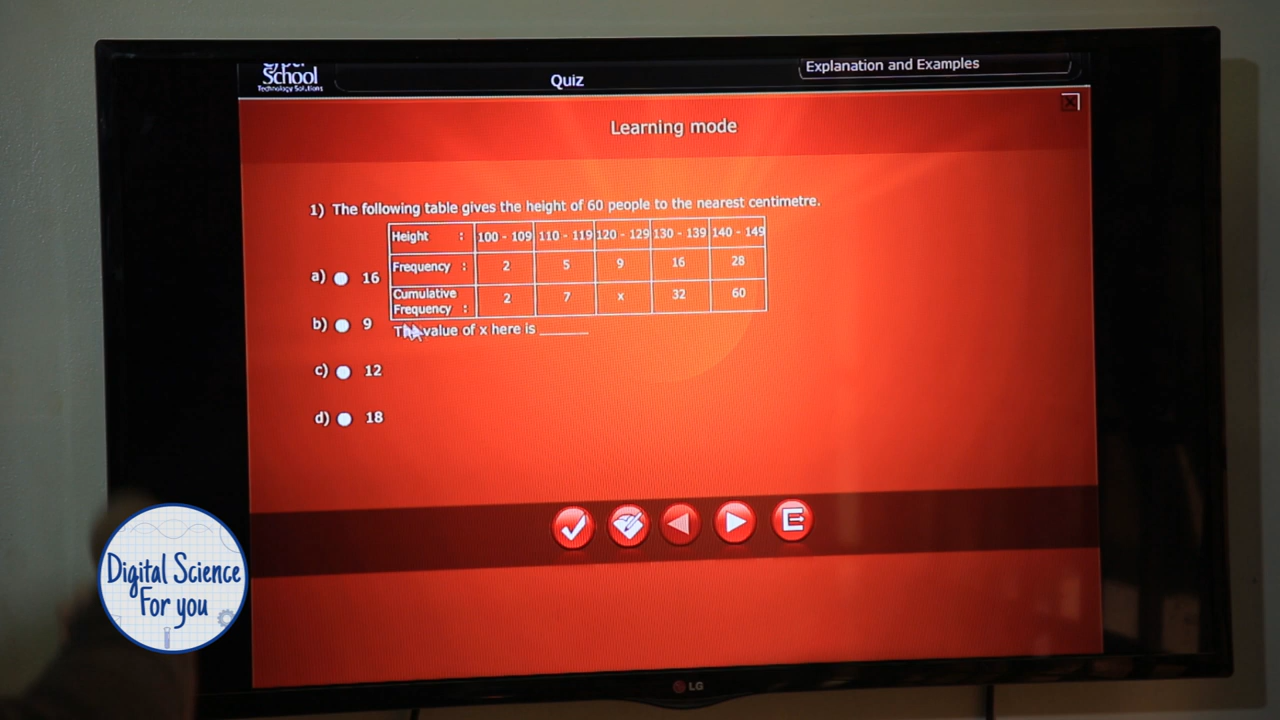 School
Technology Solutions
Quiz
Explanation and Examples
Learning mode
1) The following table gives the height of 60 people to the nearest centimetre.
Height : 100 - 109 110 - 119 120 - 129 130 - 139 140 - 149
Frequency : 2 5 9 16 28
Cumulative Frequency : 2 7 x 32 60
The value of x here is ______
a) 16
b) 9
c) 12
d) 18
Digital Science
For you
LG